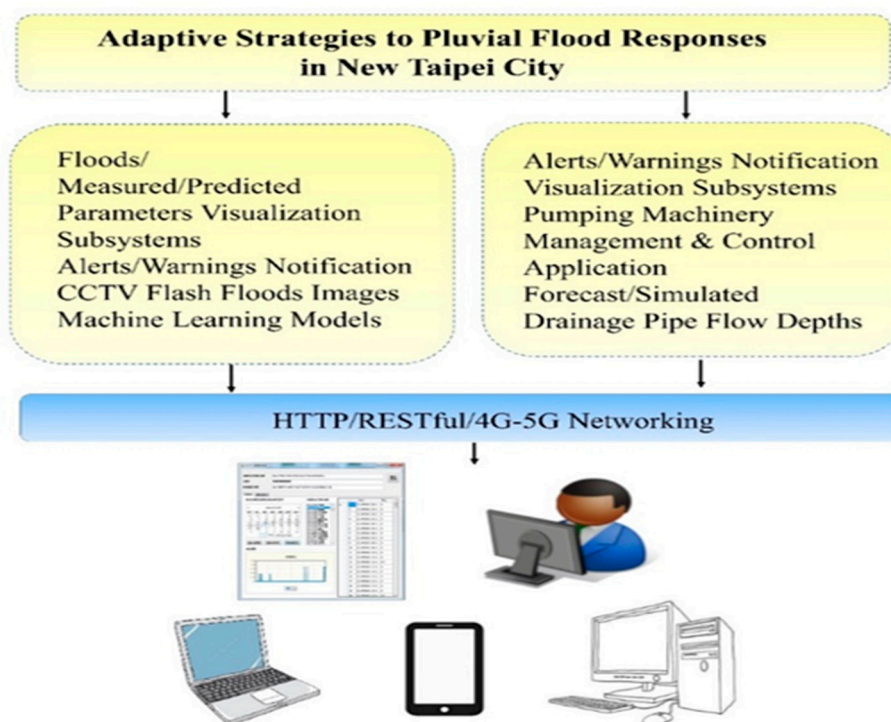 Adaptive Strategies to Pluvial Flood Responses
in New Taipei City
Floods/
Measured/Predicted
Parameters Visualization
Subsystems
Alerts/Warnings Notification
CCTV Flash Floods Images
Machine Learning Models
Alerts/Warnings Notification
Visualization Subsystems
Pumping Machinery
Management & Control
Application
Forecast/Simulated
Drainage Pipe Flow Depths
HTTP/RESTful/4G-5G Networking